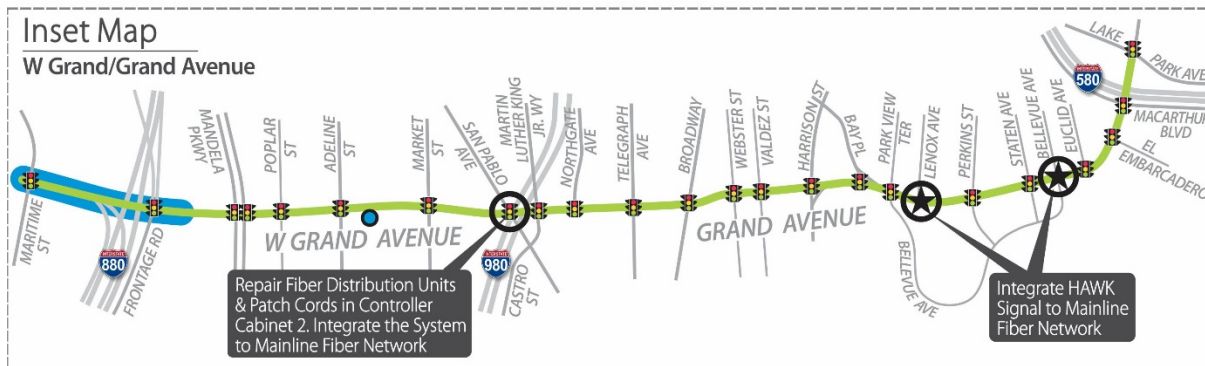 Inset Map
W Grand/Grand Avenue
MARITIME
ST
INTERSTATE
880
FRONTAGE RD
MANDELA
PKWY
POPLAR
ST
ADELINE
ST
MARKET
ST
SAN PABLO
AVE
MARTIN
LUTHER KING
JR. WY
NORTHGATE
AVE
TELEGRAPH
AVE
BROADWAY
WEBSTER ST
VALDEZ ST
HARRISON ST
BAY PL
PARK VIEW
TER
LENOX AVE
PERKINS ST
STATEN AVE
BELLEVUE AVE
EUCLID AVE
LAKE
PARK AVE
INTERSTATE
580
MACARTHUR
BLVD
EL
EMBARCADERO
W GRAND AVENUE
GRAND AVENUE
INTERSTATE
980
CASTRO
ST
BELLEVUE AVE
Repair Fiber Distribution Units
& Patch Cords in Controller
Cabinet 2. Integrate the System
to Mainline Fiber Network
Integrate HAWK
Signal to Mainline
Fiber Network